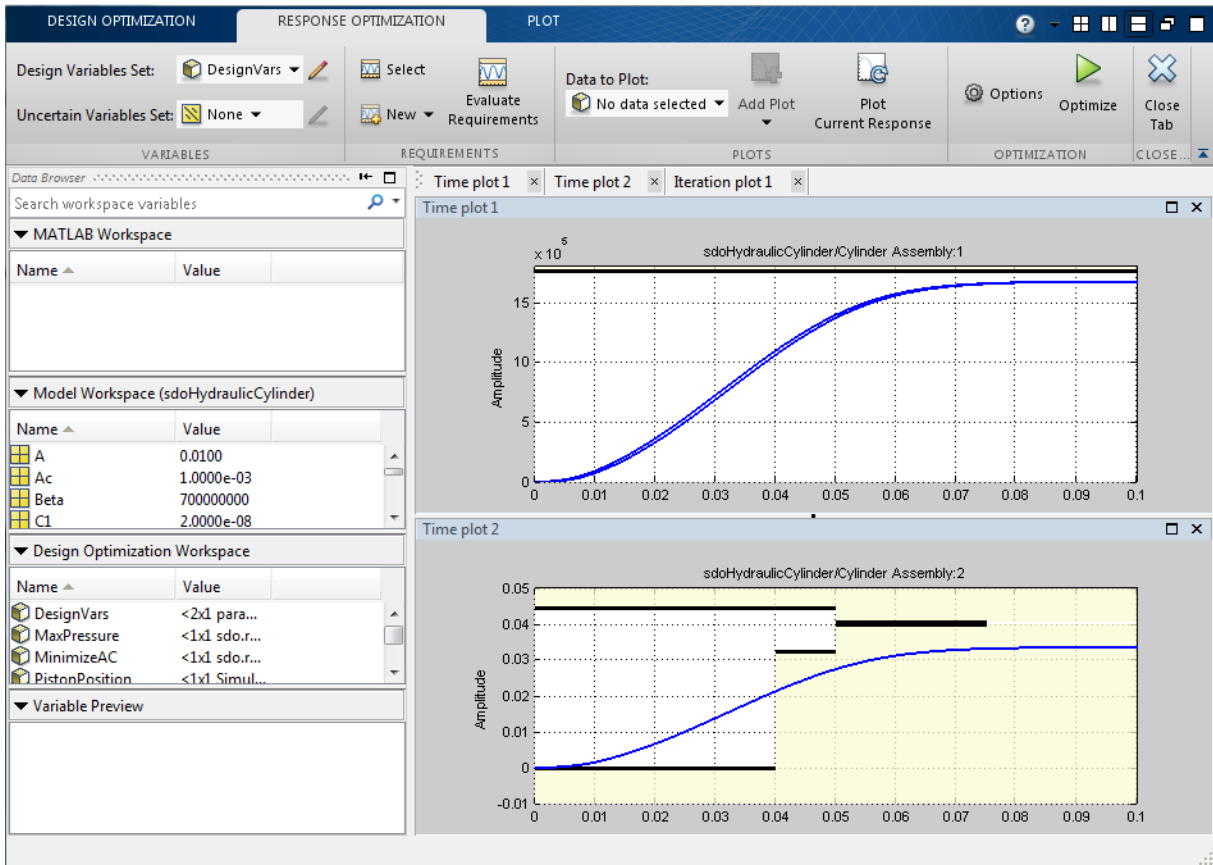 DESIGN OPTIMIZATION RESPONSE OPTIMIZATION PLOT
Design Variables Set: DesignVars
Uncertain Variables Set: None
VARIABLES
Select
New
Evaluate
Requirements
REQUIREMENTS
Data to Plot:
No data selected
Add Plot
Plot
Current Response
PLOTS
Options
Optimize
OPTIMIZATION
Close
Tab
CLOSE...
Data Browser
Search workspace variables
MATLAB Workspace
Name Value
Model Workspace (sdoHydraulicCylinder)
Name Value
A 0.0100
Ac 1.0000e-03
Beta 700000000
C1 2.0000e-08
Design Optimization Workspace
Name Value
DesignVars <2x1 para...
MaxPressure <1x1 sdo.r...
MinimizeAC <1x1 sdo.r...
PistonPosition <1x1 Simul...
Variable Preview
Time plot 1 × Time plot 2 × Iteration plot 1 ×
Time plot 1
x 10
sdoHydraulicCylinder/Cylinder Assembly:1
Amplitude
15
10
5
0
0 0.01 0.02 0.03 0.04 0.05 0.06 0.07 0.08 0.09 0.1
Time plot 2
sdoHydraulicCylinder/Cylinder Assembly:2
Amplitude
0.05
0.04
0.03
0.02
0.01
0
-0.01
0 0.01 0.02 0.03 0.04 0.05 0.06 0.07 0.08 0.09 0.1